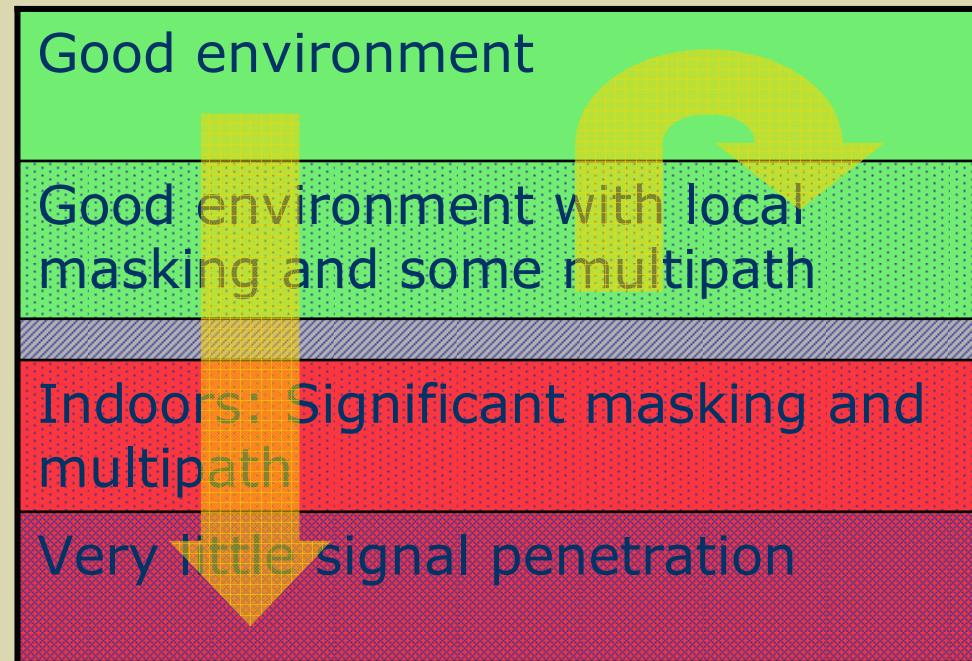 Good environment
Good environment with local
masking and some multipath
Indoors: Significant masking and
multipath
Very little signal penetration